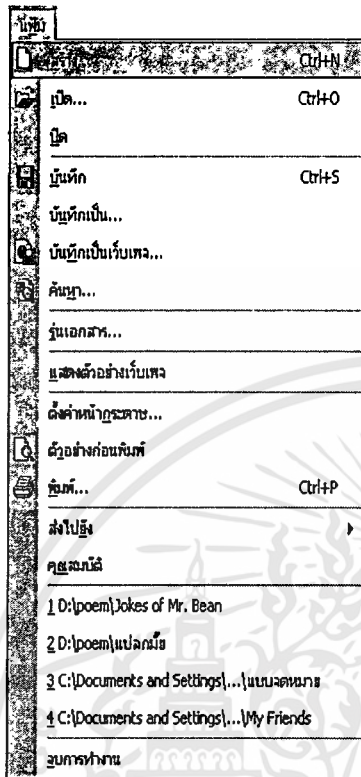 แฟ้ม
Ctrl+N
เปิด... Ctrl+O
ปิด
บันทึก Ctrl+S
บันทึกเป็น...
บันทึกเป็นเว็บเพจ...
ค้นหา...
รุ่นเอกสาร...
แสดงตัวอย่างเว็บเพจ
ตั้งค่าหน้ากระดาษ...
ตัวอย่างก่อนพิมพ์
พิมพ์... Ctrl+P
ส่งไปยัง
คุณสมบัติ
1 D:\poem\Jokes of Mr. Bean
2 D:\poem\แปลกมั้ย
3 C:\Documents and Settings\...\แบบจดหมาย
4 C:\Documents and Settings\...\My Friends
จบการทำงาน